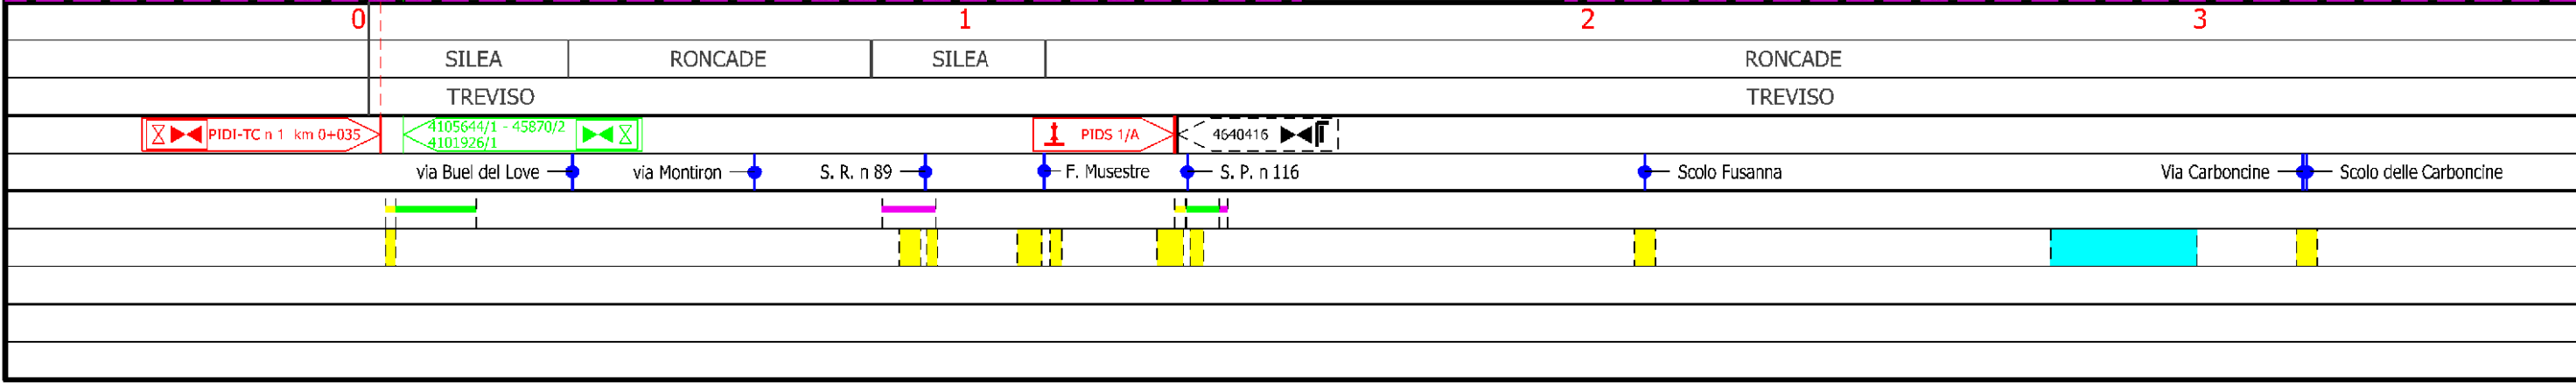 0 1 2 3
SILEA RONCADE SILEA RONCADE
TREVISO TREVISO
PIDI-TC n 1 km 0+035
4105644/1 - 45870/2
4101926/1
PIDS 1/A
4640416
via Buel del Love via Montiron S. R. n 89 F. Musestre S. P. n 116 Scolo Fusanna Via Carboncine Scolo delle Carboncine